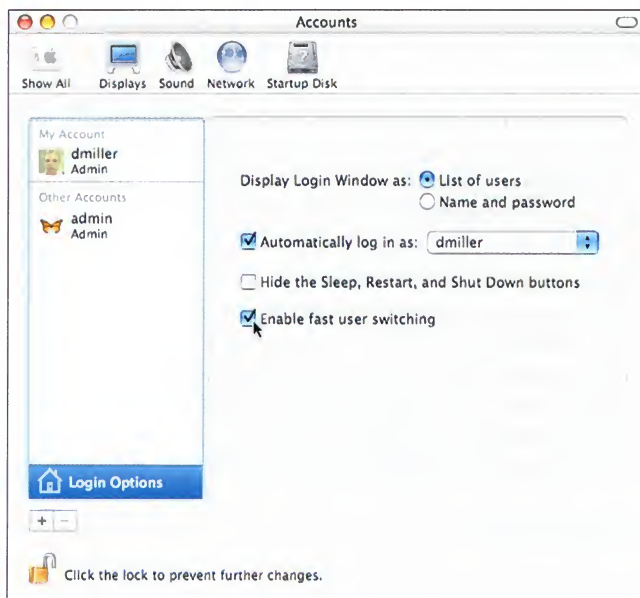 Accounts
Show All Displays Sound Network Startup Disk
My Account
dmiller
Admin
Other Accounts
admin
Admin
Login Options
Display Login Window as: List of users
Name and password
Automatically log in as: dmiller
Hide the Sleep, Restart, and Shut Down buttons
Enable fast user switching
+ −
Click the lock to prevent further changes.